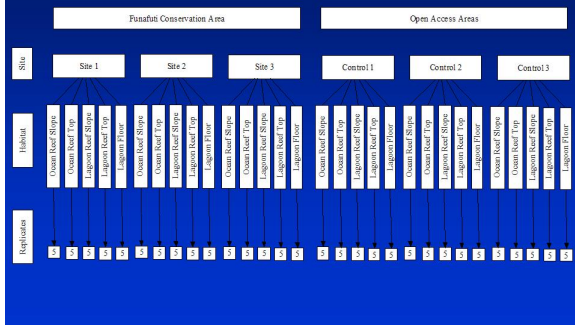 Funafuti Conservation Area
Open Access Areas
Site
Site 1
Site 2
Site 3
Control 1
Control 2
Control 3
Habitat
Ocean Reef Slope
Ocean Reef Top
Lagoon Reef Slope
Lagoon Reef Top
Lagoon Floor
Ocean Reef Slope
Ocean Reef Top
Lagoon Reef Slope
Lagoon Reef Top
Lagoon Floor
Ocean Reef Slope
Ocean Reef Top
Lagoon Reef Slope
Lagoon Reef Top
Lagoon Floor
Ocean Reef Slope
Ocean Reef Top
Lagoon Reef Slope
Lagoon Reef Top
Lagoon Floor
Ocean Reef Slope
Ocean Reef Top
Lagoon Reef Slope
Lagoon Reef Top
Lagoon Floor
Ocean Reef Slope
Ocean Reef Top
Lagoon Reef Slope
Lagoon Reef Top
Lagoon Floor
Replicates
5 5 5 5 5 5 5 5 5 5 5 5 5 5 5 5 5 5 5 5 5 5 5 5 5 5 5 5 5 5